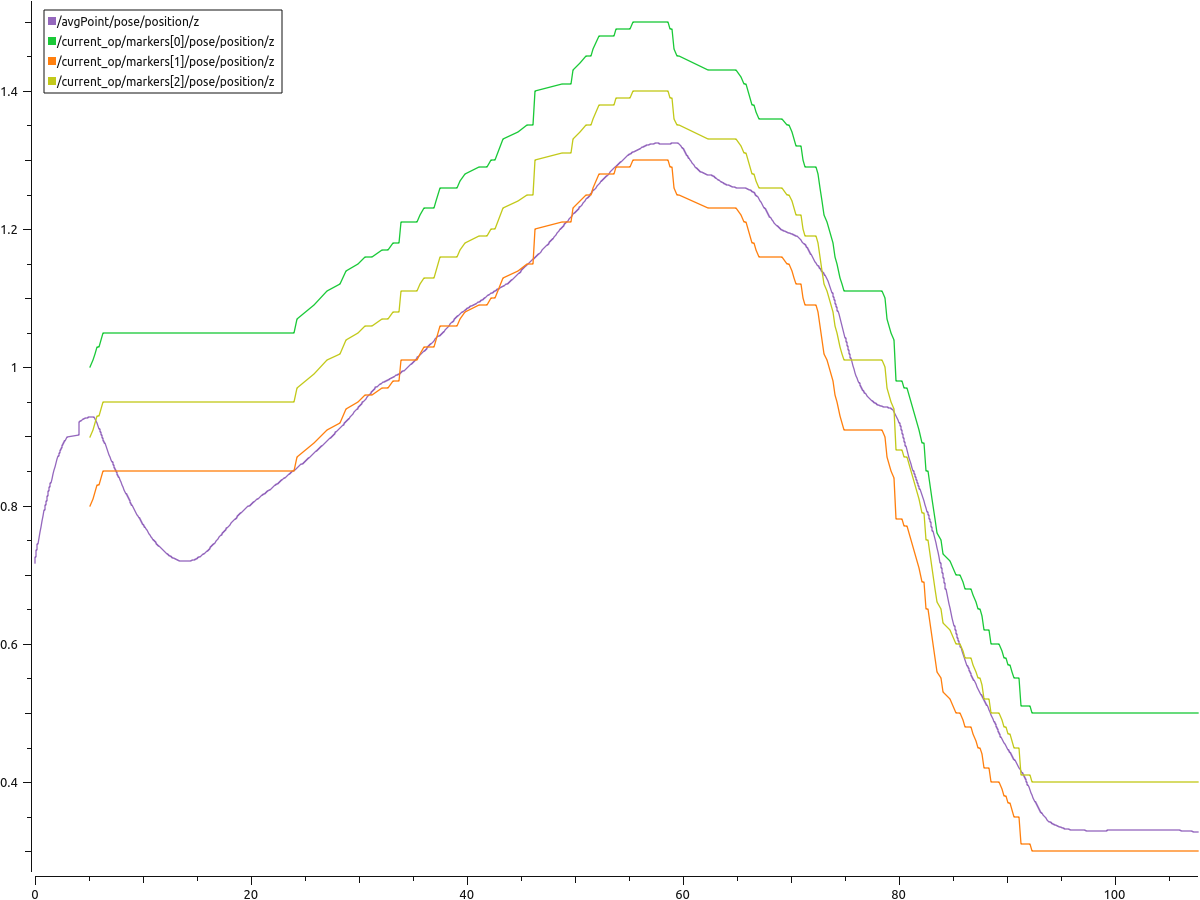 /avgPoint/pose/position/z
/current_op/markers[0]/pose/position/z
/current_op/markers[1]/pose/position/z
/current_op/markers[2]/pose/position/z
1.4
1.2
1
0.8
0.6
0.4
0 20 40 60 80 100